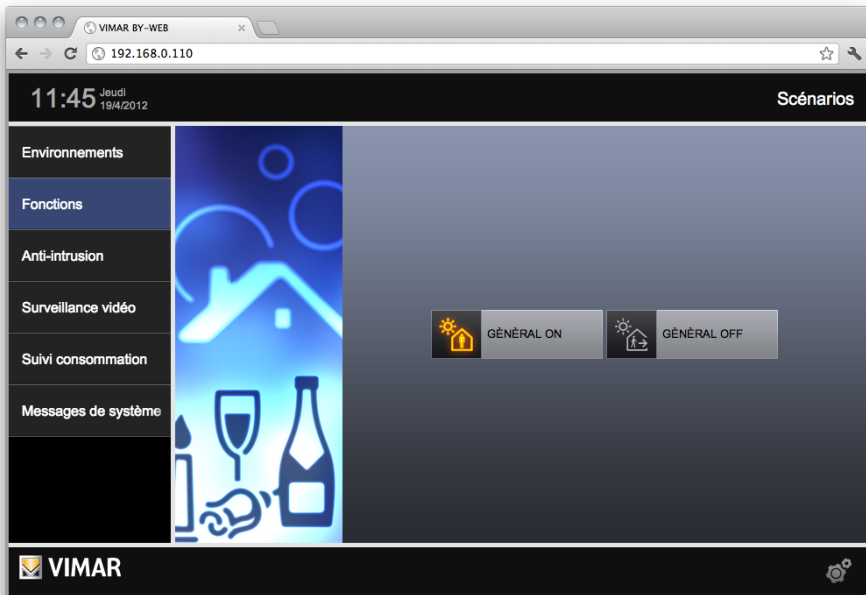 VIMAR BY-WEB
192.168.0.110
11:45 Jeudi
19/4/2012
Scénarios
Environnements
Fonctions
Anti-intrusion
Surveillance vidéo
Suivi consommation
Messages de système
GÈNÈRAL ON
GÈNÈRAL OFF
VIMAR